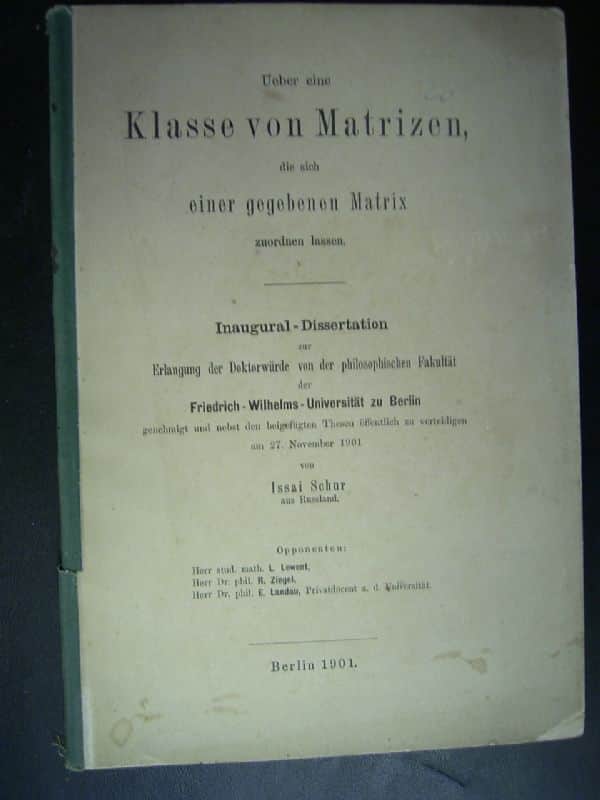 Ueber eine
Klasse von Matrizen,
die sich
einer gegebenen Matrix
zuordnen lassen.
Inaugural-Dissertation
zur
Erlangung der Doktorwürde von der philosophischen Fakultät
der
Friedrich-Wilhelms-Universität zu Berlin
genehmigt und nebst den beigefügten Thesen öffentlich zu verteidigen
am 27. November 1901
von
Issai Schur
aus Russland.
Opponenten:
Herr stud. math. L. Lewent,
Herr Dr. phil. R. Ziegel,
Herr Dr. phil. E. Landau, Privatdocent a. d. Universität.
Berlin 1901.